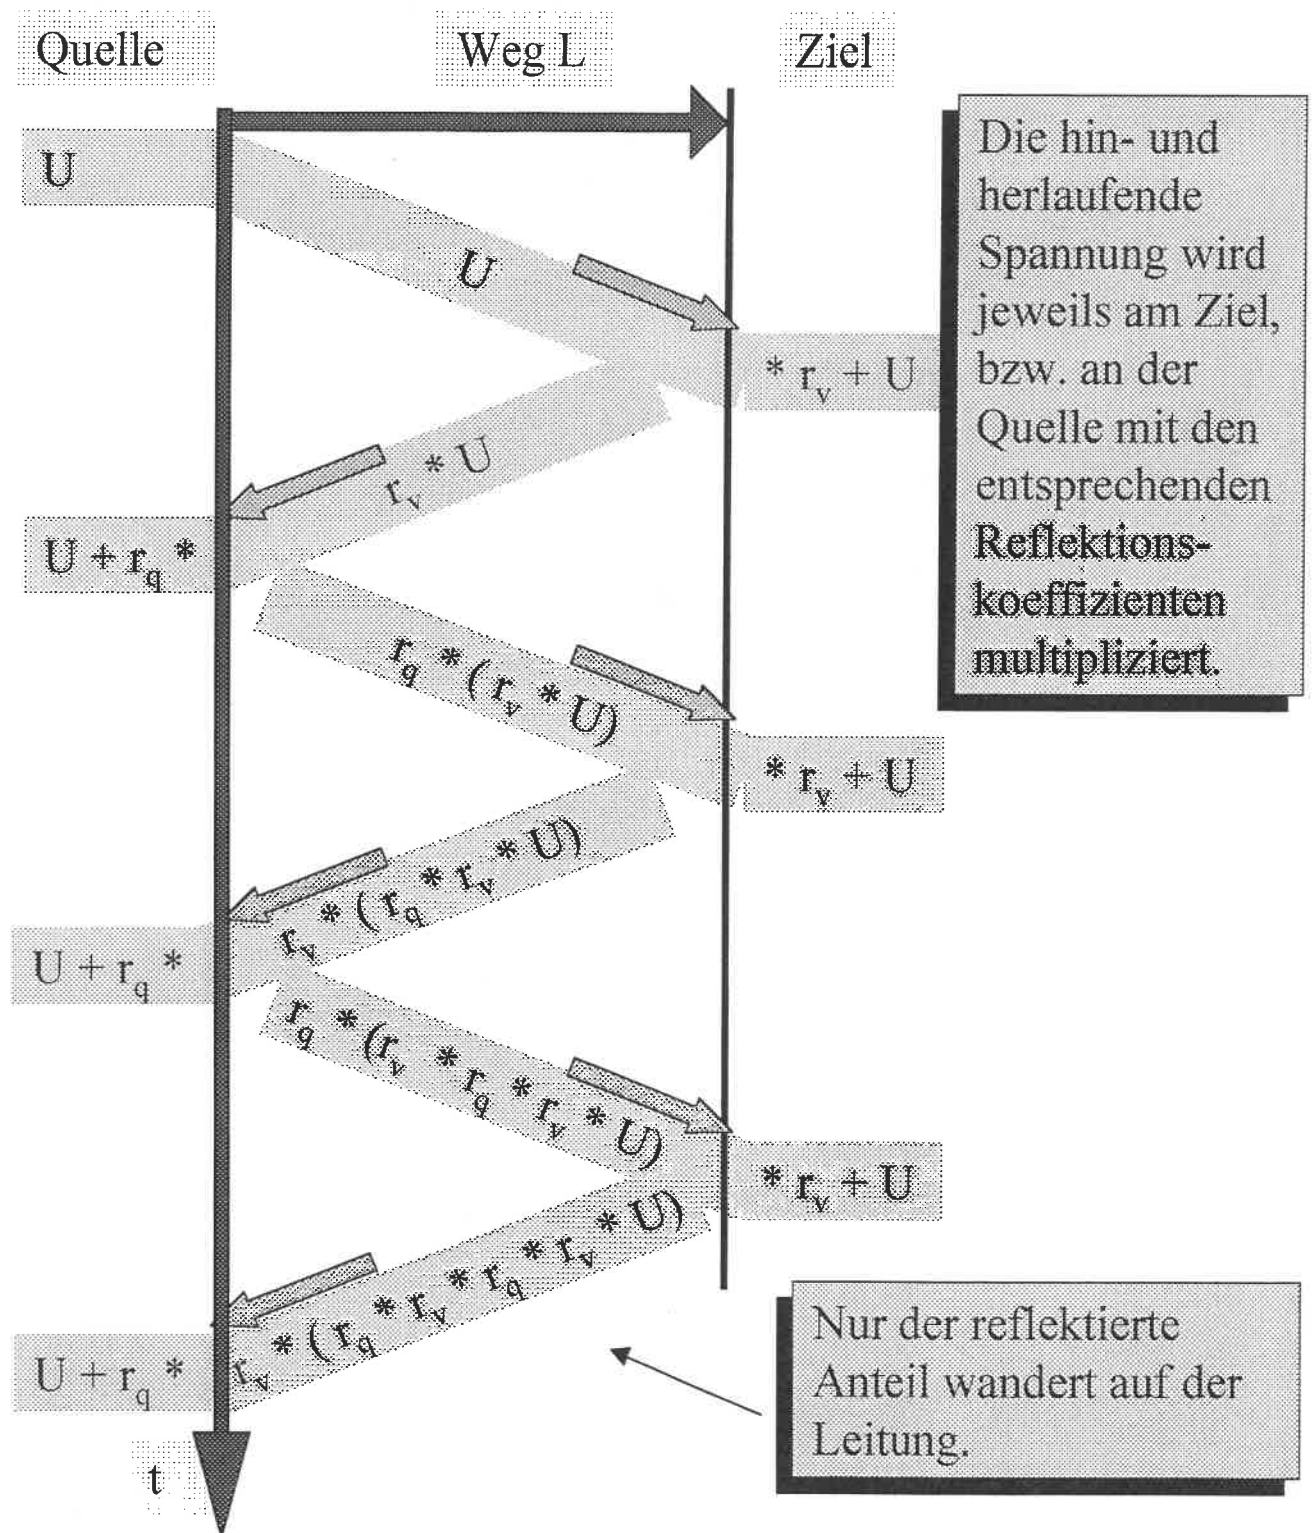 Quelle
Weg L
Ziel
U
U
* r_v + U
r_v * U
U + r_q *
r_q * ( r_v * U)
* r_v + U
r_v * ( r_q * r_v * U)
U + r_q *
r_q * (r_v * r_q * r_v * U)
* r_v + U
r_v * ( r_q * r_v * r_q * r_v * U)
U + r_q *
t
Die hin- und
herlaufende
Spannung wird
jeweils am Ziel,
bzw. an der
Quelle mit den
entsprechenden
Reflektions-
koeffizienten
multipliziert.
Nur der reflektierte
Anteil wandert auf der
Leitung.